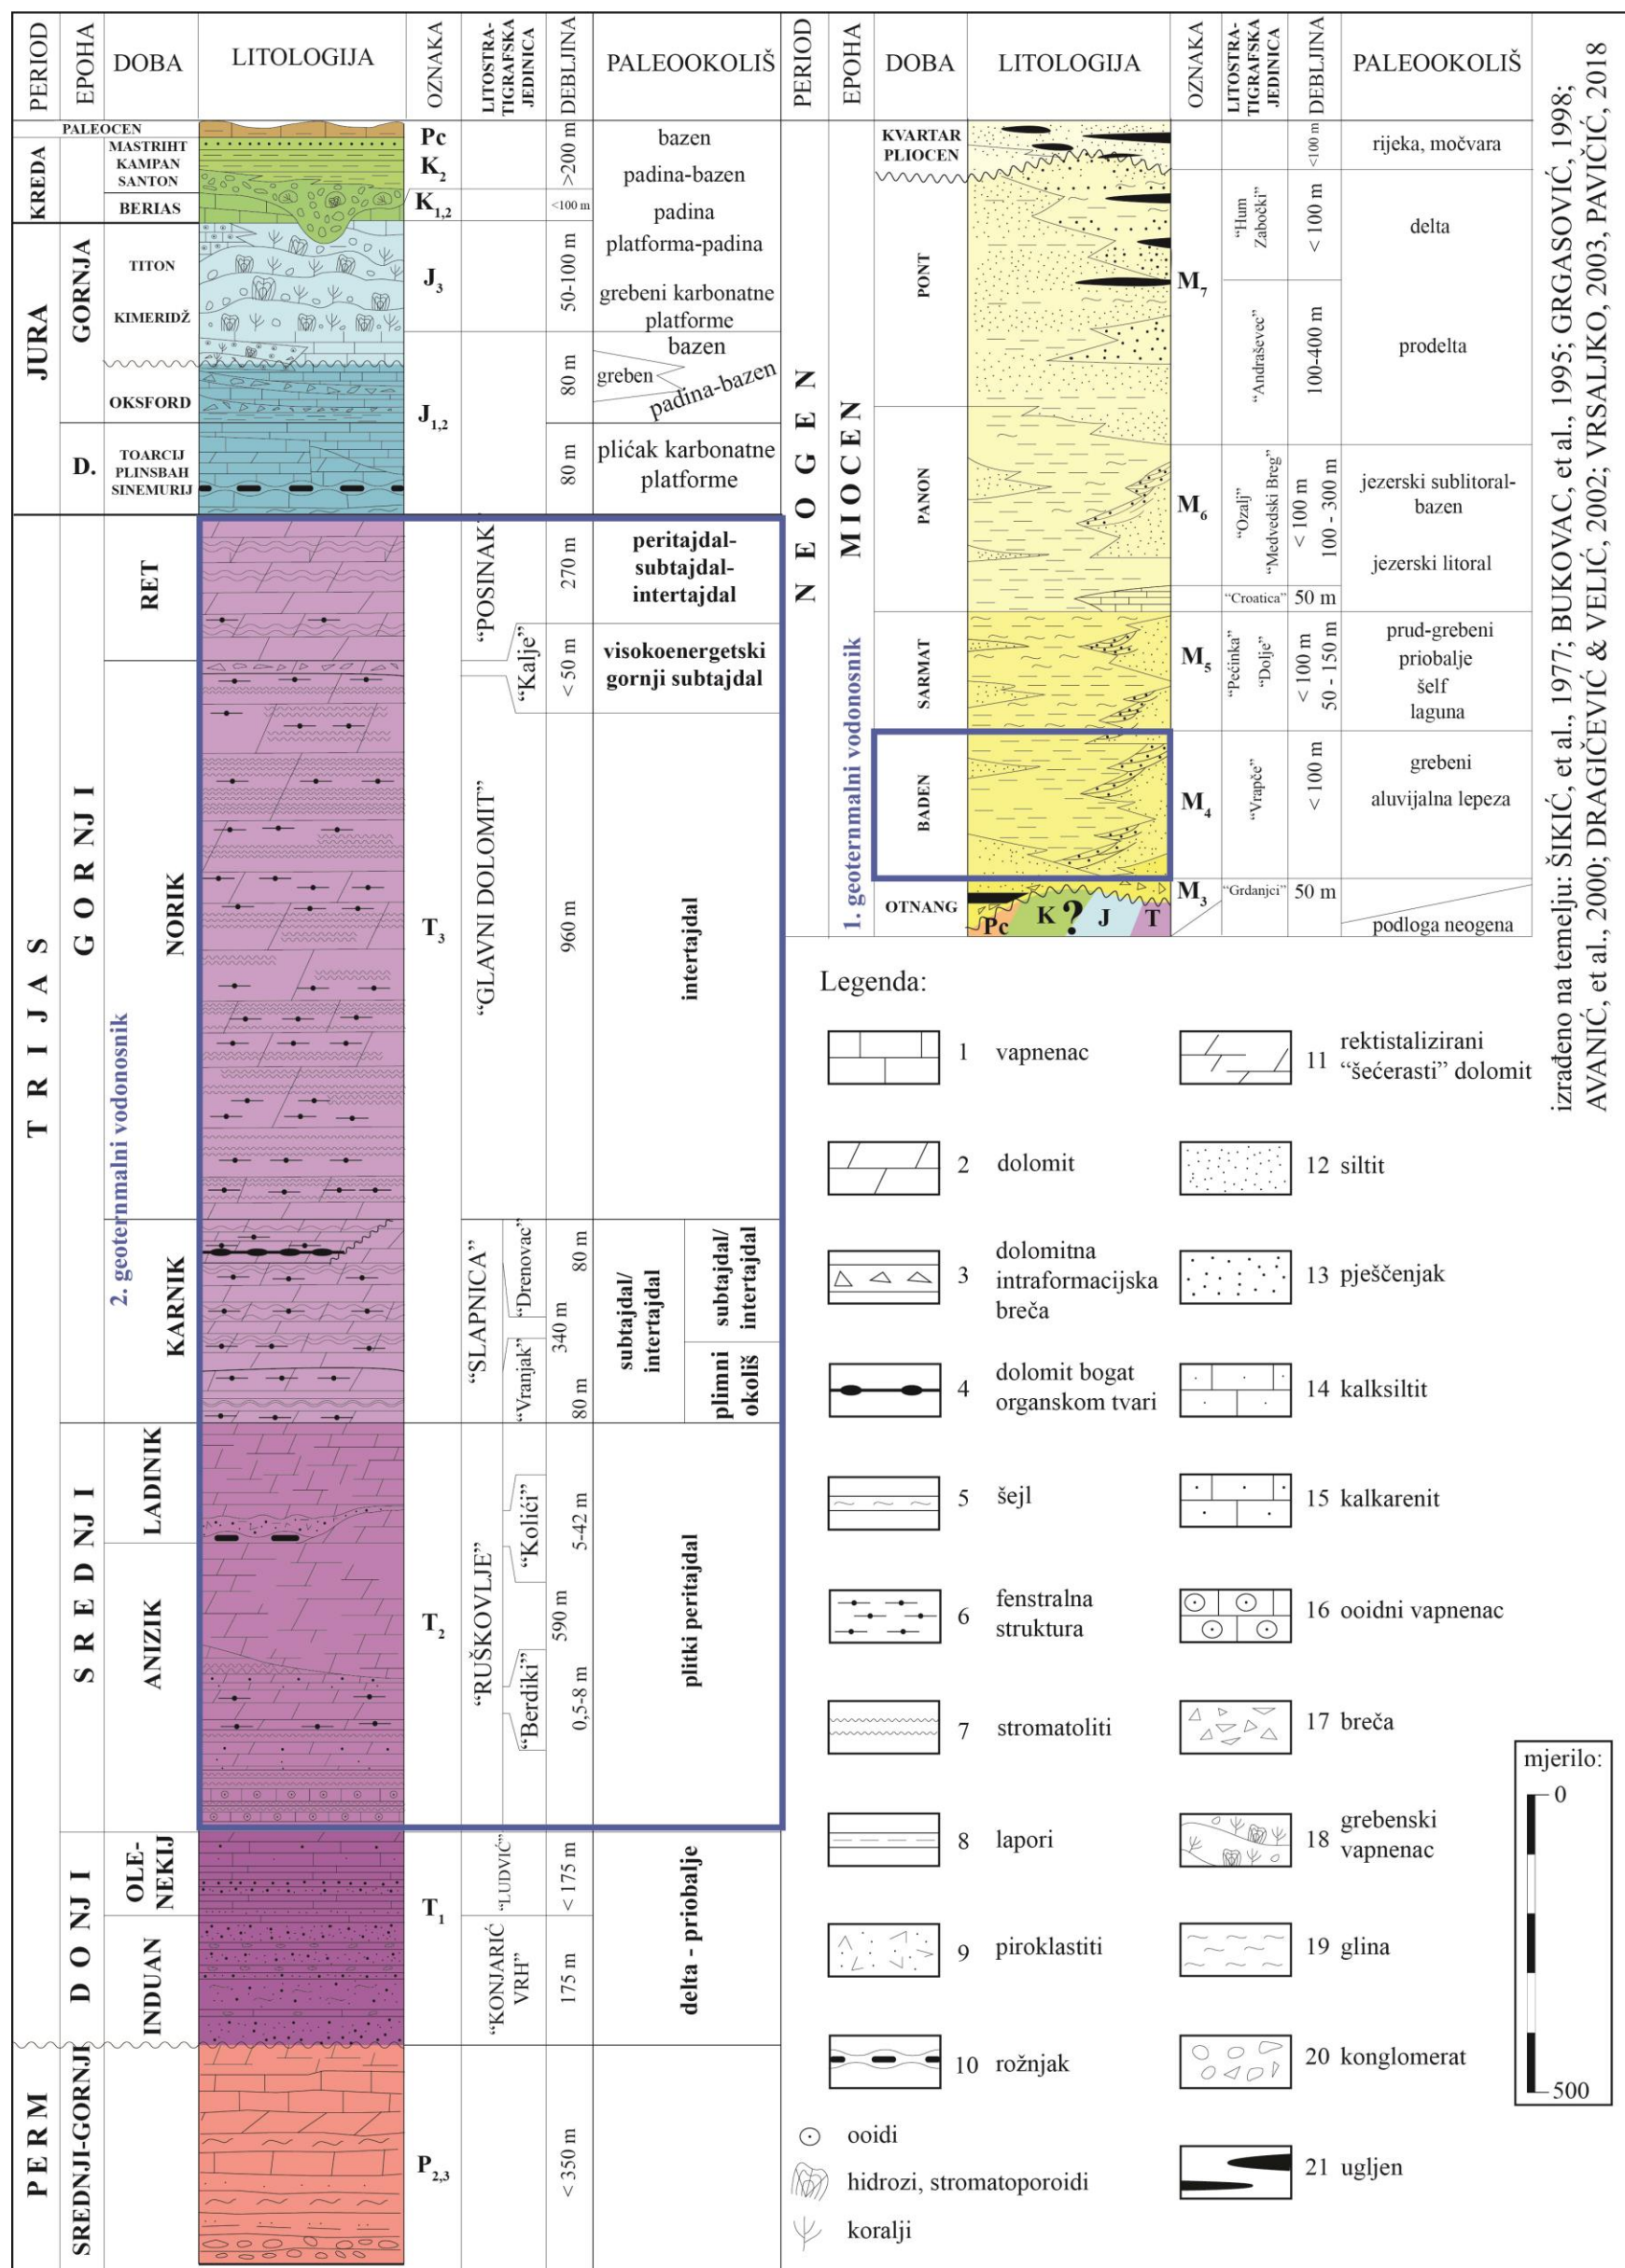 PERIOD
EPOHA
DOBA
LITOLOGIJA
OZNAKA
LITOSTRA-
TIGRAFSKA
JEDINICA
DEBLJINA
PALEOOKOLIŠ
KREDA
PALEOCEN
MASTRIHT
KAMPAN
SANTON
BERIAS
Pc
K2
K1,2
>200 m
<100 m
bazen
padina-bazen
padina
JURA
GORNJA
TITON
KIMERIDŽ
OKSFORD
J3
J1,2
50-100 m
80 m
platforma-padina
grebeni karbonatne
platforme
bazen
greben
padina-bazen
D.
TOARCIJ
PLINSBAH
SINEMURIJ
80 m
plićak karbonatne
platforme
TRIJAS
GORNJI
RET
NORIK
KARNIK
2. geoternmalni vodonosnik
T3
“POSINAK”
“Kalje”
“GLAVNI DOLOMIT”
“SLAPNICA”
“Drenovac”
“Vranjak”
270 m
< 50 m
960 m
80 m
340 m
80 m
peritajdal-
subtajdal-
intertajdal
visokoenergetski
gornji subtajdal
intertajdal
subtajdal/
intertajdal
subtajdal/
intertajdal
plimni
okoliš
SREDNJI
LADINIK
ANIZIK
T2
“RUŠKOVLJE”
“Kolići”
“Berdiki”
5-42 m
590 m
0,5-8 m
plitki peritajdal
DONJI
OLE-
NEKIJ
INDUAN
T1
“LUDVIĆ”
“KONJARIĆ
VRH”
< 175 m
175 m
delta - priobalje
PERM
SREDNJI-GORNJI
P2,3
< 350 m
PERIOD
EPOHA
DOBA
LITOLOGIJA
OZNAKA
LITOSTRA-
TIGRAFSKA
JEDINICA
DEBLJINA
PALEOOKOLIŠ
NEOGEN
MIOCEN
1. geoternmalni vodonosnik
KVARTAR
PLIOCEN
<100 m
rijeka, močvara
PONT
M7
“Hum
Zabočki”
< 100 m
delta
“Andraševec”
100-400 m
prodelta
PANON
M6
“Ozalj”
“Medvedski Breg”
< 100 m
100 - 300 m
jezerski sublitoral-
bazen
jezerski litoral
“Croatica”
50 m
SARMAT
M5
“Pećinka”
“Dolje”
< 100 m
50 - 150 m
prud-grebeni
priobalje
šelf
laguna
BADEN
M4
“Vrapče”
< 100 m
grebeni
aluvijalna lepeza
OTNANG
Pc
K
?
J
T
M3
“Grdanjci”
50 m
podloga neogena
izrađeno na temelju: ŠIKIĆ, et al., 1977; BUKOVAC, et al., 1995; GRGASOVIĆ, 1998;
AVANIĆ, et al., 2000; DRAGIČEVIĆ & VELIĆ, 2002; VRSALJKO, 2003, PAVIČIĆ, 2018
Legenda:
1 vapnenac
2 dolomit
3 dolomitna
intraformacijska
breča
4 dolomit bogat
organskom tvari
5 šejl
6 fenstralna
struktura
7 stromatoliti
8 lapori
9 piroklastiti
10 rožnjak
ooidi
hidrozi, stromatoporoidi
koralji
11 rektistalizirani
“šećerasti” dolomit
12 siltit
13 pješčenjak
14 kalksiltit
15 kalkarenit
16 ooidni vapnenac
17 breča
18 grebenski
vapnenac
19 glina
20 konglomerat
21 ugljen
mjerilo:
0
500